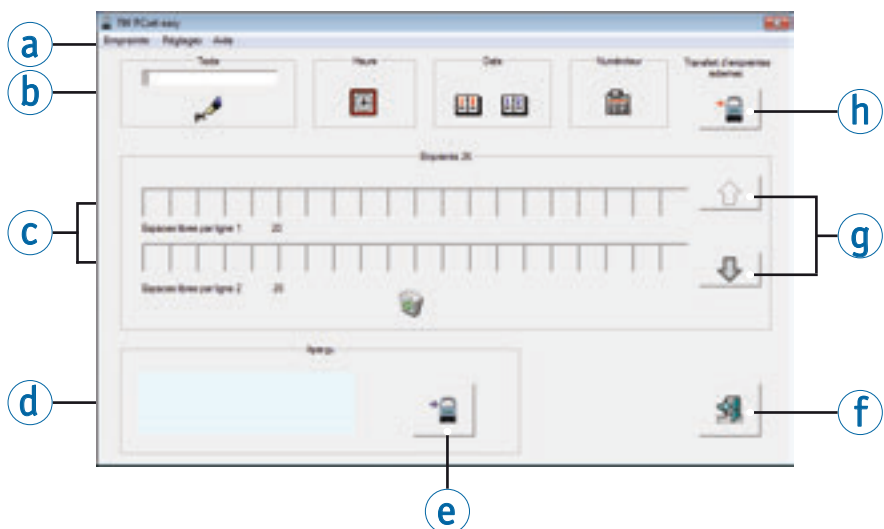 TM PCset easy
a
Empreinte Réglages Aide
b
Texte
Heure
Date
Numéroteur
Transfert d'empreintes externes
h
Empreinte 26
c
Espaces libres par ligne 1 20
g
Espaces libres par ligne 2 20
Aperçu
d
f
e